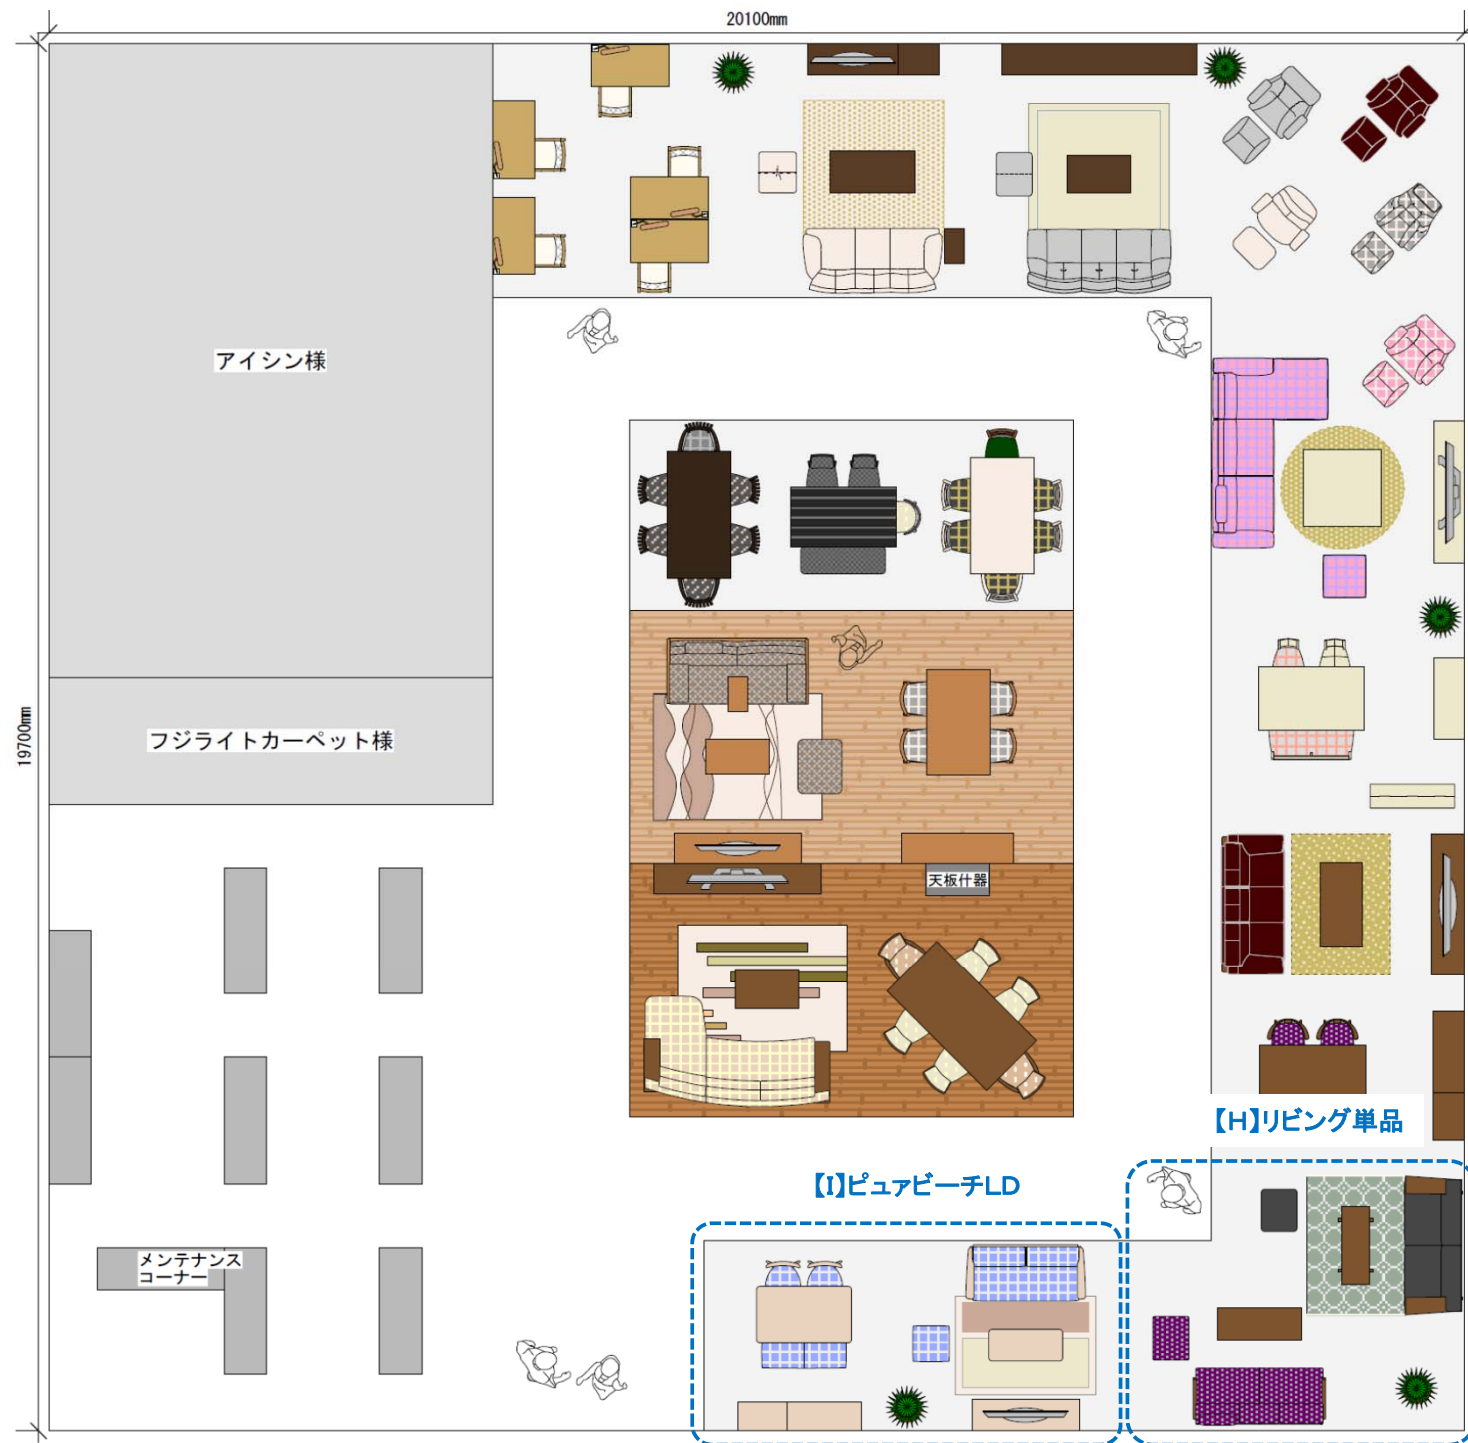 20100mm
19700mm
アイシン様
フジライトカーペット様
天板什器
【H】リビング単品
【I】ピュアビーチLD
メンテナンス
コーナー